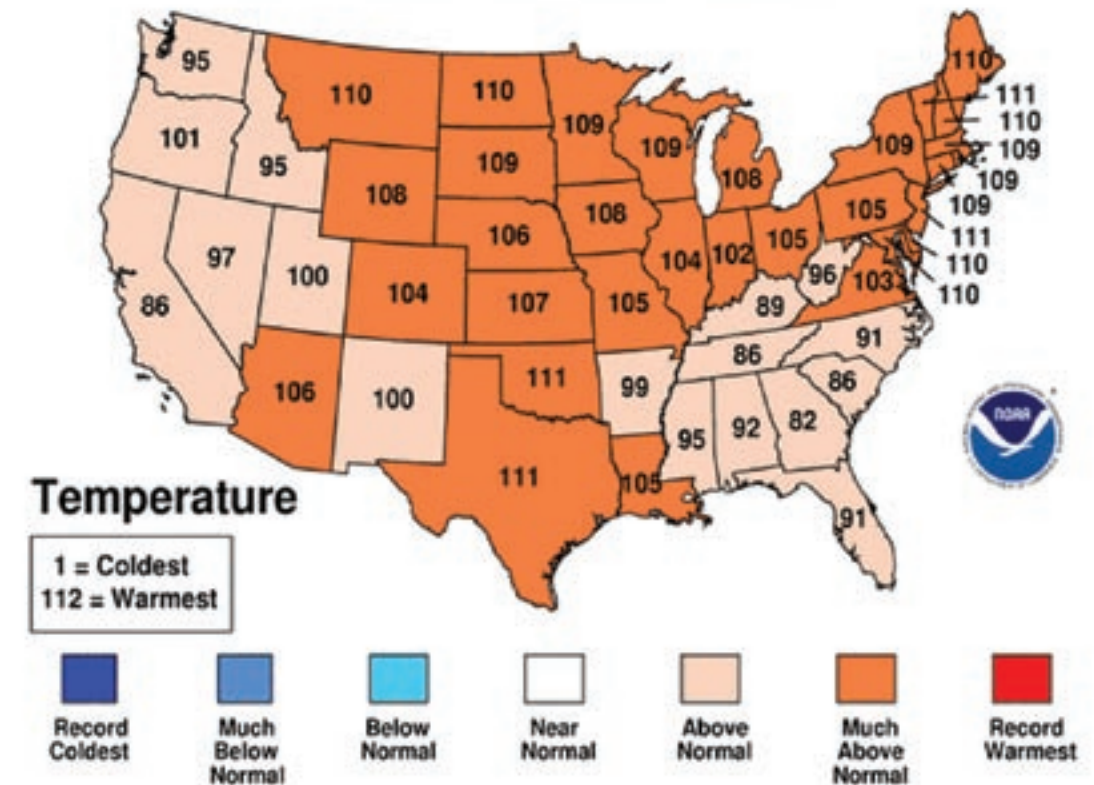 95
110
110
109
110
111
110
109
109
109
111
110
110
101
95
108
109
109
108
109
106
108
105
97
100
104
107
105
104
102
105
96
103
86
89
91
106
100
111
99
86
86
111
105
95
92
82
91
NOAA
Temperature
1 = Coldest
112 = Warmest
Record
Coldest
Much
Below
Normal
Below
Normal
Near
Normal
Above
Normal
Much
Above
Normal
Record
Warmest